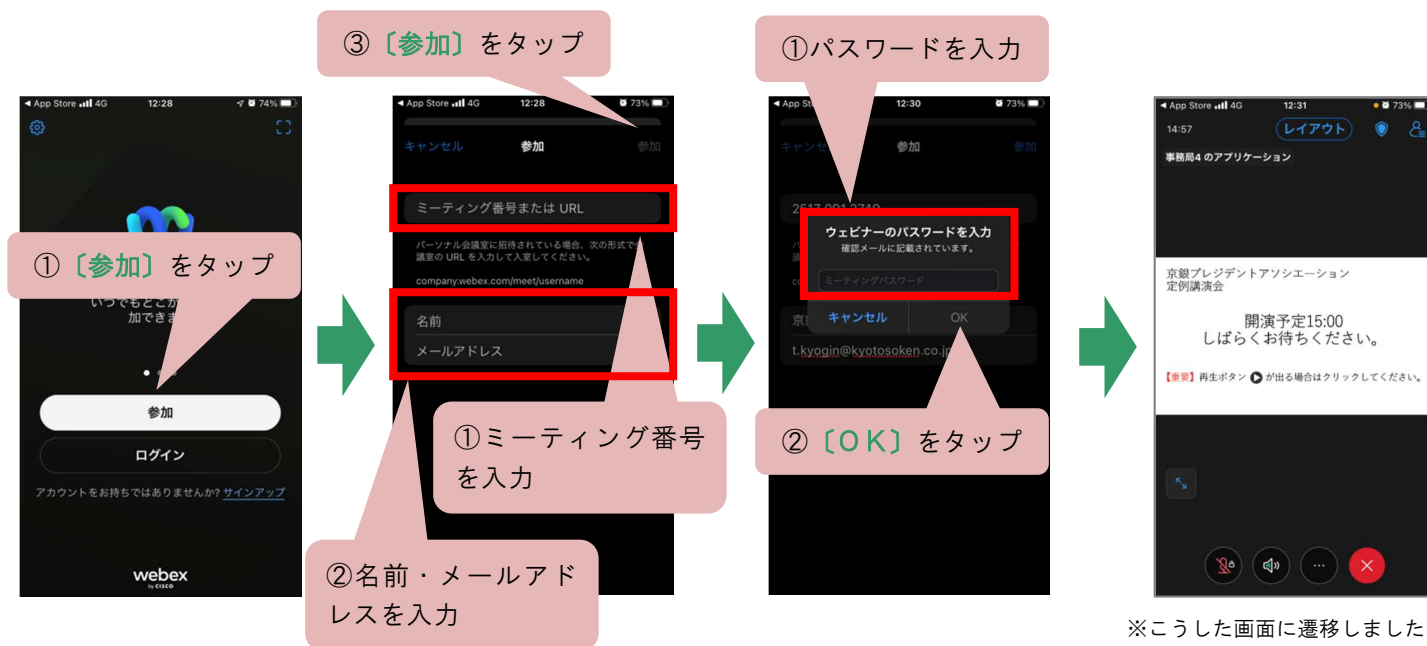 ③〔参加〕をタップ
①パスワードを入力
◀ App Store 4G 12:28 74%
①〔参加〕をタップ
いつでもどこか
加できま
参加
ログイン
アカウントをお持ちではありませんか? サインアップ
webex
by CISCO
◀ App Store 4G 12:28 73%
キャンセル 参加 参加
ミーティング番号または URL
パーソナル会議室に招待されている場合、次の形式で
議室の URL を入力して入室してください。
company.webex.com/meet/username
名前
メールアドレス
①ミーティング番号
を入力
②名前・メールアド
レスを入力
◀ App St 12:30 73%
キャンセ 参加 参加
ウェビナーのパスワードを入力
確認メールに記載されています。
ミーティングパスワード
キャンセル OK
t.kyogin@kyotosoken.co.jp
②〔OK〕をタップ
◀ App Store 4G 12:31 73%
14:57 レイアウト
事務局4 のアプリケーション
京銀プレジデントアソシエーション
定例講演会
開演予定15:00
しばらくお待ちください。
【重要】再生ボタン が出る場合はクリックしてください。
※こうした画面に遷移しました